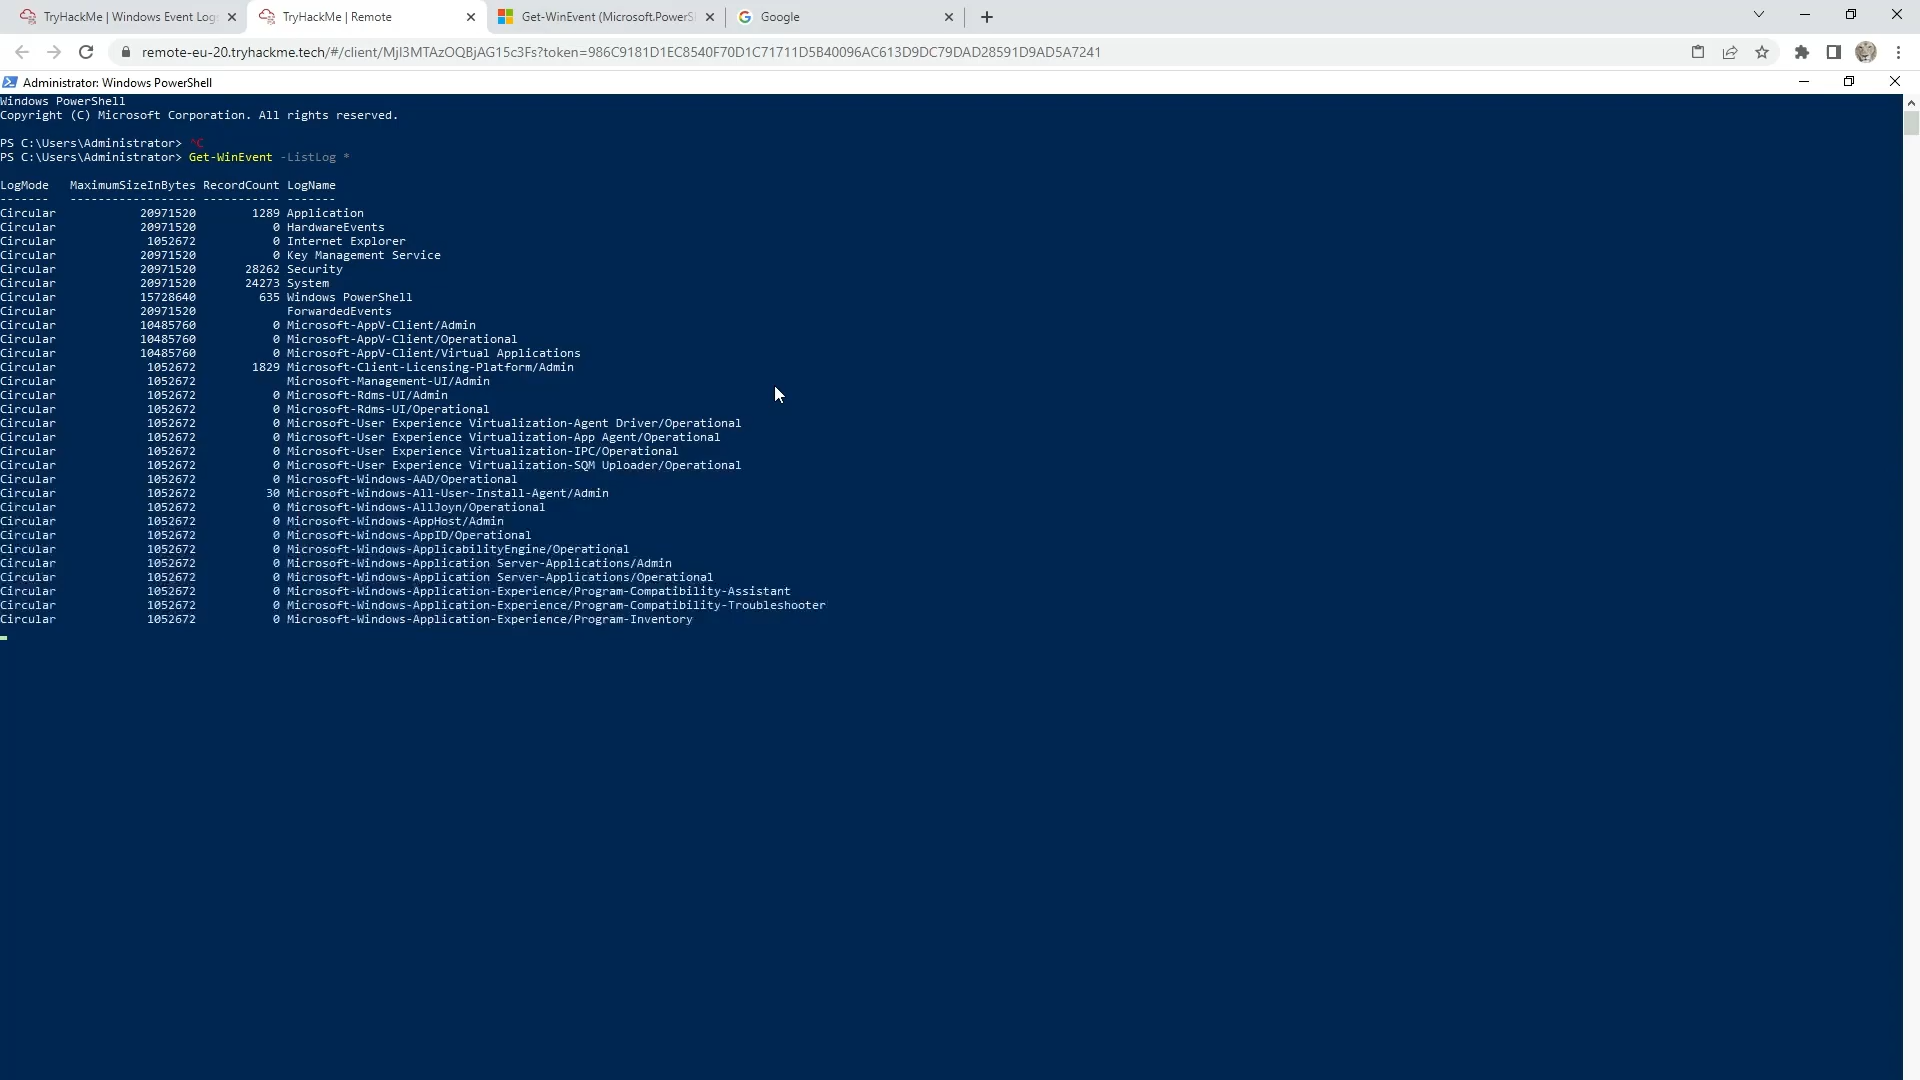 TryHackMe | Windows Event Log
TryHackMe | Remote
Get-WinEvent (Microsoft.PowerS
Google
remote-eu-20.tryhackme.tech/#/client/MjI3MTAzOQBjAG15c3Fs?token=986C9181D1EC8540F70D1C71711D5B40096AC613D9DC79DAD28591D9AD5A7241
Administrator: Windows PowerShell
Windows PowerShell
Copyright (C) Microsoft Corporation. All rights reserved.
PS C:\Users\Administrator> ^C
PS C:\Users\Administrator> Get-WinEvent -ListLog *
LogMode   MaximumSizeInBytes RecordCount LogName
-------   ------------------ ----------- -------
Circular            20971520        1289 Application
Circular            20971520           0 HardwareEvents
Circular             1052672           0 Internet Explorer
Circular            20971520           0 Key Management Service
Circular            20971520       28262 Security
Circular            20971520       24273 System
Circular            15728640         635 Windows PowerShell
Circular            20971520             ForwardedEvents
Circular            10485760           0 Microsoft-AppV-Client/Admin
Circular            10485760           0 Microsoft-AppV-Client/Operational
Circular            10485760           0 Microsoft-AppV-Client/Virtual Applications
Circular             1052672        1829 Microsoft-Client-Licensing-Platform/Admin
Circular             1052672             Microsoft-Management-UI/Admin
Circular             1052672           0 Microsoft-Rdms-UI/Admin
Circular             1052672           0 Microsoft-Rdms-UI/Operational
Circular             1052672           0 Microsoft-User Experience Virtualization-Agent Driver/Operational
Circular             1052672           0 Microsoft-User Experience Virtualization-App Agent/Operational
Circular             1052672           0 Microsoft-User Experience Virtualization-IPC/Operational
Circular             1052672           0 Microsoft-User Experience Virtualization-SQM Uploader/Operational
Circular             1052672           0 Microsoft-Windows-AAD/Operational
Circular             1052672          30 Microsoft-Windows-All-User-Install-Agent/Admin
Circular             1052672           0 Microsoft-Windows-AllJoyn/Operational
Circular             1052672           0 Microsoft-Windows-AppHost/Admin
Circular             1052672           0 Microsoft-Windows-AppID/Operational
Circular             1052672           0 Microsoft-Windows-ApplicabilityEngine/Operational
Circular             1052672           0 Microsoft-Windows-Application Server-Applications/Admin
Circular             1052672           0 Microsoft-Windows-Application Server-Applications/Operational
Circular             1052672           0 Microsoft-Windows-Application-Experience/Program-Compatibility-Assistant
Circular             1052672           0 Microsoft-Windows-Application-Experience/Program-Compatibility-Troubleshooter
Circular             1052672           0 Microsoft-Windows-Application-Experience/Program-Inventory